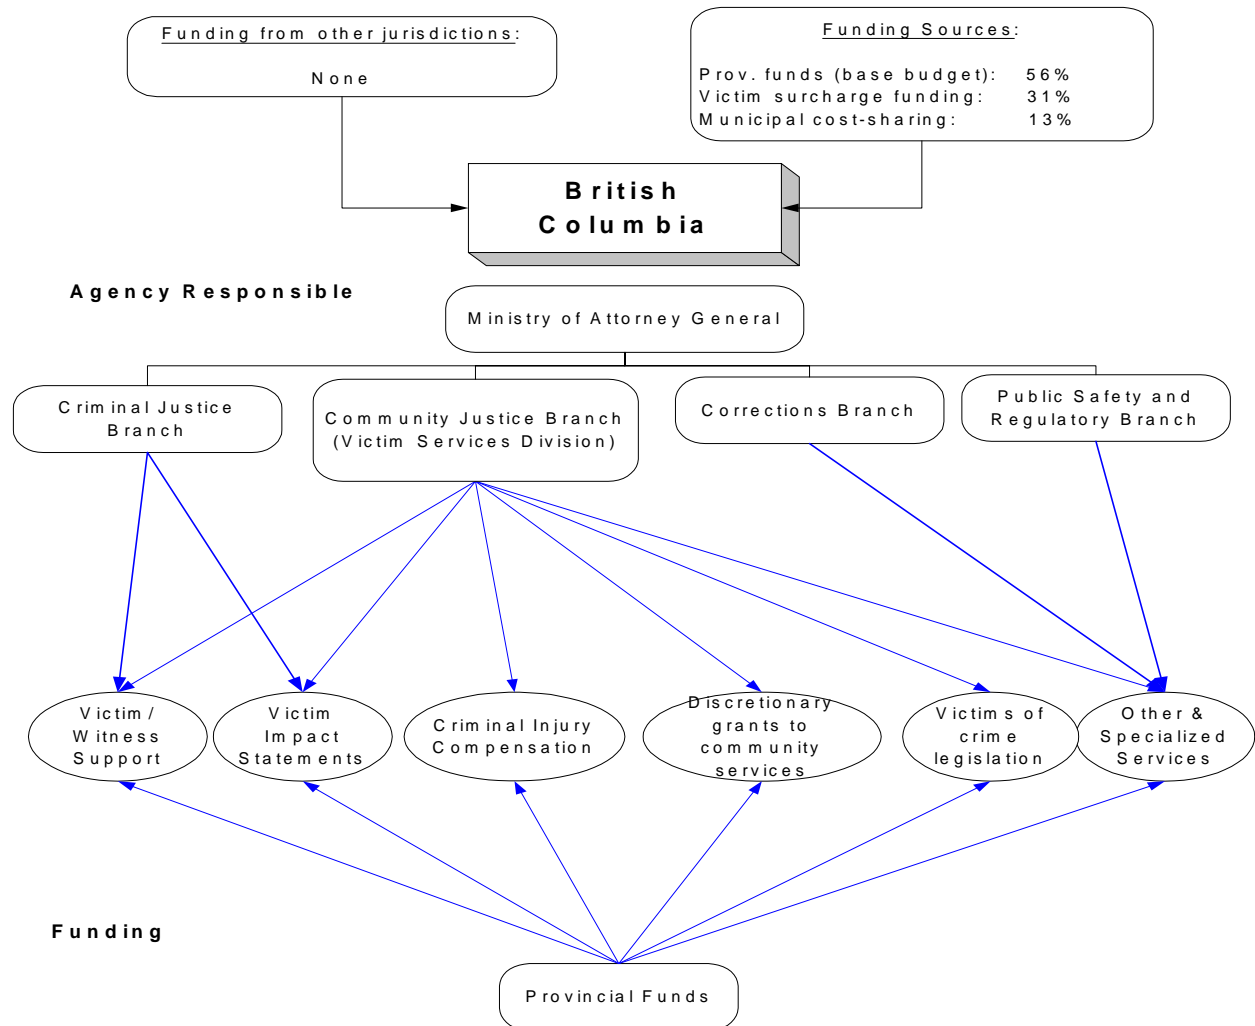 Funding from other jurisdictions:
None
Funding Sources:
Prov. funds (base budget): 56%
Victim surcharge funding: 31%
Municipal cost-sharing: 13%
British
Columbia
Agency Responsible
Ministry of Attorney General
Criminal Justice
Branch
Community Justice Branch
(Victim Services Division)
Corrections Branch
Public Safety and
Regulatory Branch
Victim/
Witness
Support
Victim
Impact
Statements
Criminal Injury
Compensation
Discretionary
grants to
community
services
Victims of
crime
legislation
Other &
Specialized
Services
Funding
Provincial Funds